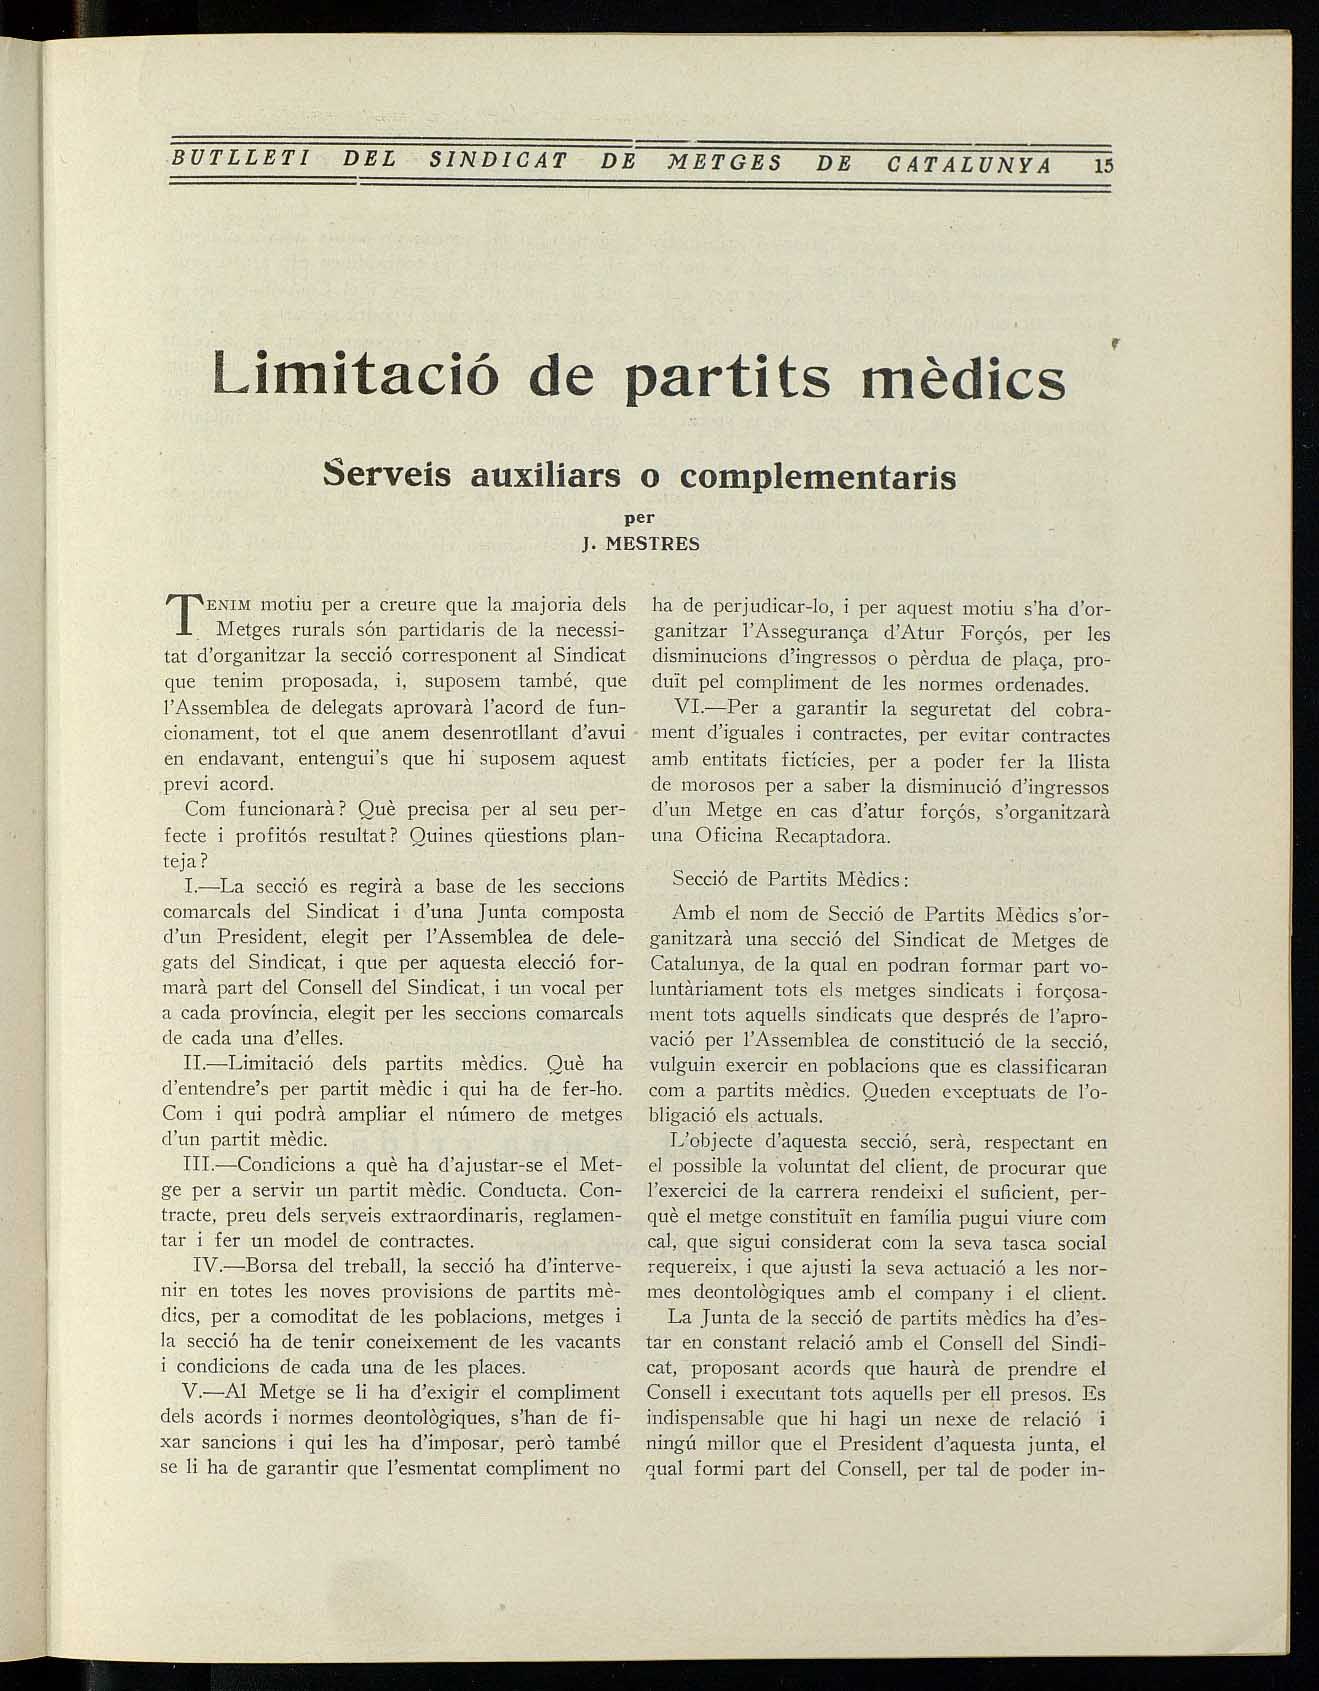 BUTLLETI DEL SINDICAT DE METGES DE CATALUNYA 15
Limitació de partits mèdics
Serveis auxiliars o complementaris
per
J. MESTRES
TENIM motiu per a creure que la majoria dels
Metges rurals són partidaris de la necessi-
tat d'organitzar la secció corresponent al Sindicat
que tenim proposada, i, suposem també, que
l'Assemblea de delegats aprovarà l'acord de fun-
cionament, tot el que anem desenrotllant d'avui
en endavant, entengui's que hi suposem aquest
previ acord.
Com funcionarà? Què precisa per al seu per-
fecte i profitós resultat? Quines qüestions plan-
teja?
I.—La secció es regirà a base de les seccions
comarcals del Sindicat i d'una Junta composta
d'un President, elegit per l'Assemblea de dele-
gats del Sindicat, i que per aquesta elecció for-
marà part del Consell del Sindicat, i un vocal per
a cada província, elegit per les seccions comarcals
de cada una d'elles.
II.—Limitació dels partits mèdics. Què ha
d'entendre's per partit mèdic i qui ha de fer-ho.
Com i qui podrà ampliar el número de metges
d'un partit mèdic.
III.—Condicions a què ha d'ajustar-se el Met-
ge per a servir un partit mèdic. Conducta. Con-
tracte, preu dels serveis extraordinaris, reglamen-
tar i fer un model de contractes.
IV.—Borsa del treball, la secció ha d'interve-
nir en totes les noves provisions de partits mè-
dics, per a comoditat de les poblacions, metges i
la secció ha de tenir coneixement de les vacants
i condicions de cada una de les places.
V.—Al Metge se li ha d'exigir el compliment
dels acords i normes deontològiques, s'han de fi-
xar sancions i qui les ha d'imposar, però també
se li ha de garantir que l'esmentat compliment no
ha de perjudicar-lo, i per aquest motiu s'ha d'or-
ganitzar l'Assegurança d'Atur Forçós, per les
disminucions d'ingressos o pèrdua de plaça, pro-
duït pel compliment de les normes ordenades.
VI.—Per a garantir la seguretat del cobra-
ment d'iguales i contractes, per evitar contractes
amb entitats fictícies, per a poder fer la llista
de morosos per a saber la disminució d'ingressos
d'un Metge en cas d'atur forçós, s'organitzarà
una Oficina Recaptadora.
Secció de Partits Mèdics:
Amb el nom de Secció de Partits Mèdics s'or-
ganitzarà una secció del Sindicat de Metges de
Catalunya, de la qual en podran formar part vo-
luntàriament tots els metges sindicats i forçosa-
ment tots aquells sindicats que després de l'apro-
vació per l'Assemblea de constitució de la secció,
vulguin exercir en poblacions que es classificaran
com a partits mèdics. Queden exceptuats de l'o-
bligació els actuals.
L'objecte d'aquesta secció, serà, respectant en
el possible la voluntat del client, de procurar que
l'exercici de la carrera rendeixi el suficient, per-
què el metge constituït en família pugui viure com
cal, que sigui considerat com la seva tasca social
requereix, i que ajusti la seva actuació a les nor-
mes deontològiques amb el company i el client.
La Junta de la secció de partits mèdics ha d'es-
tar en constant relació amb el Consell del Sindi-
cat, proposant acords que haurà de prendre el
Consell i executant tots aquells per ell presos. Es
indispensable que hi hagi un nexe de relació i
ningú millor que el President d'aquesta junta, el
qual formi part del Consell, per tal de poder in-